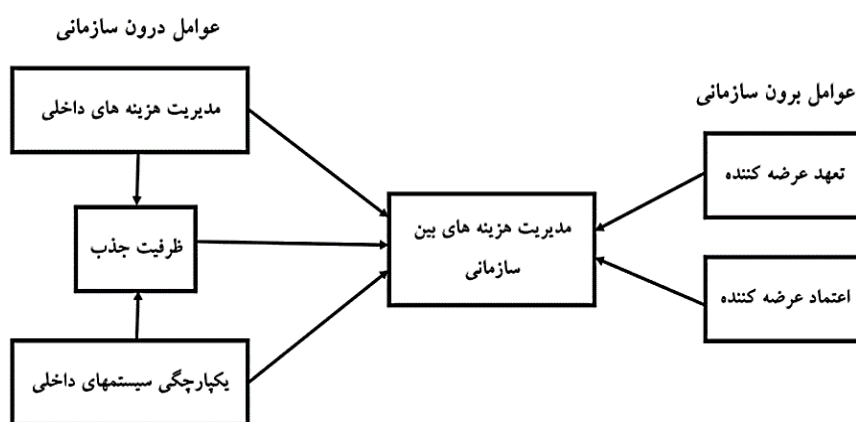 عوامل درون سازمانی
مدیریت هزینه های داخلی
ظرفیت جذب
یکپارچگی سیستمهای داخلی
مدیریت هزینه های بین
سازمانی
عوامل برون سازمانی
تعهد عرضه کننده
اعتماد عرضه کننده